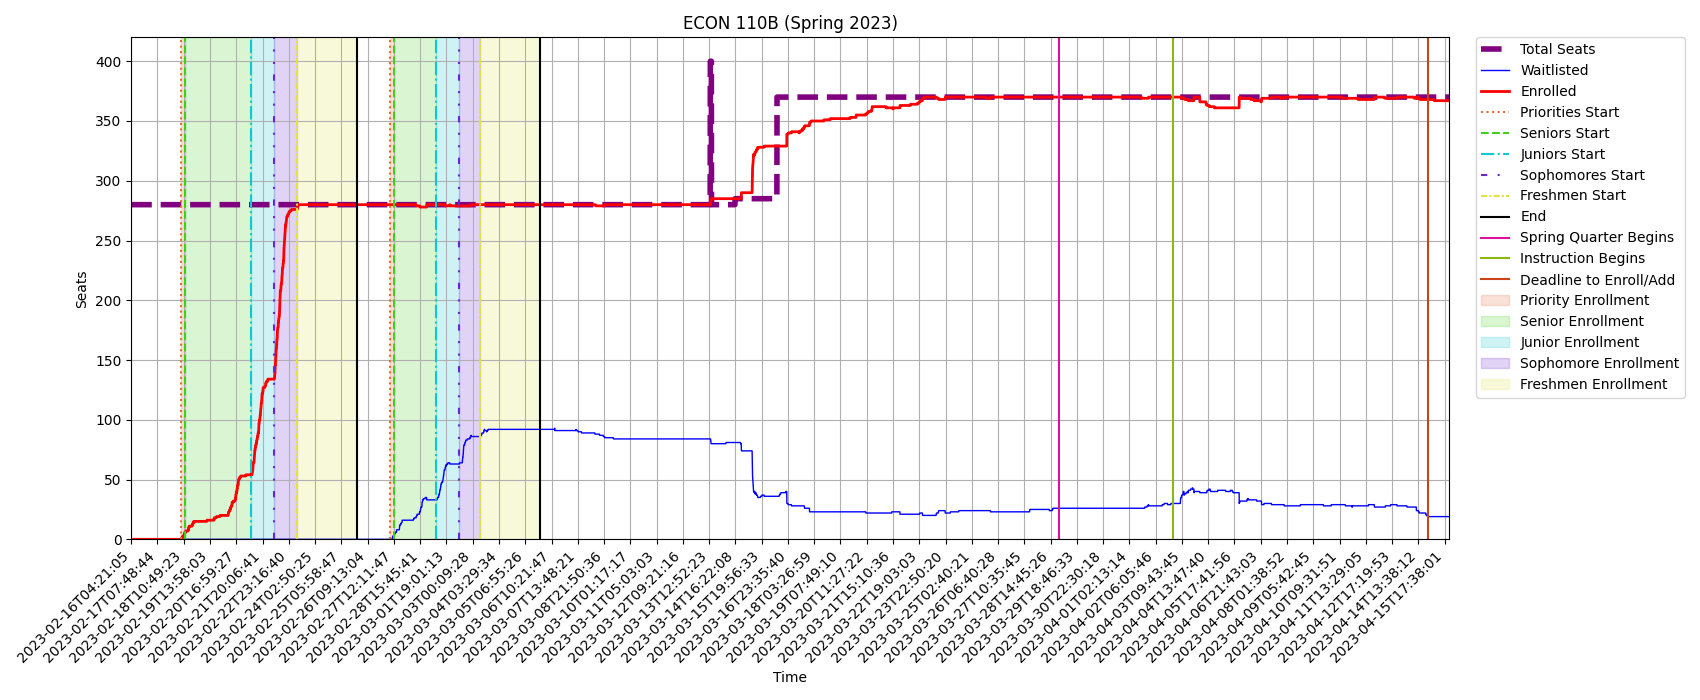 ECON 110B (Spring 2023)
Seats
400
350
300
250
200
150
100
50
0
2023-02-16T04:21:05
2023-02-17T07:48:44
2023-02-18T10:49:23
2023-02-19T13:58:03
2023-02-20T16:59:27
2023-02-21T20:06:41
2023-02-22T23:16:40
2023-02-24T02:50:25
2023-02-25T05:58:47
2023-02-26T09:13:04
2023-02-27T12:11:47
2023-02-28T15:45:41
2023-03-01T19:01:13
2023-03-03T00:09:28
2023-03-04T03:29:34
2023-03-05T06:55:26
2023-03-06T10:21:47
2023-03-07T13:48:21
2023-03-08T21:50:36
2023-03-10T01:17:17
2023-03-11T05:03:03
2023-03-12T09:21:16
2023-03-13T12:52:23
2023-03-14T16:22:08
2023-03-15T19:56:33
2023-03-16T23:35:40
2023-03-18T03:26:59
2023-03-19T07:49:10
2023-03-20T11:27:22
2023-03-21T15:10:36
2023-03-22T19:03:03
2023-03-23T22:50:20
2023-03-25T02:40:21
2023-03-26T06:40:28
2023-03-27T10:35:45
2023-03-28T14:45:26
2023-03-29T18:46:33
2023-03-30T22:30:18
2023-04-01T02:13:14
2023-04-02T06:05:46
2023-04-03T09:43:45
2023-04-04T13:47:40
2023-04-05T17:41:56
2023-04-06T21:43:03
2023-04-08T01:38:52
2023-04-09T05:42:45
2023-04-10T09:31:51
2023-04-11T13:29:05
2023-04-12T17:19:53
2023-04-14T13:38:12
2023-04-15T17:38:01
Time
Total Seats
Waitlisted
Enrolled
Priorities Start
Seniors Start
Juniors Start
Sophomores Start
Freshmen Start
End
Spring Quarter Begins
Instruction Begins
Deadline to Enroll/Add
Priority Enrollment
Senior Enrollment
Junior Enrollment
Sophomore Enrollment
Freshmen Enrollment